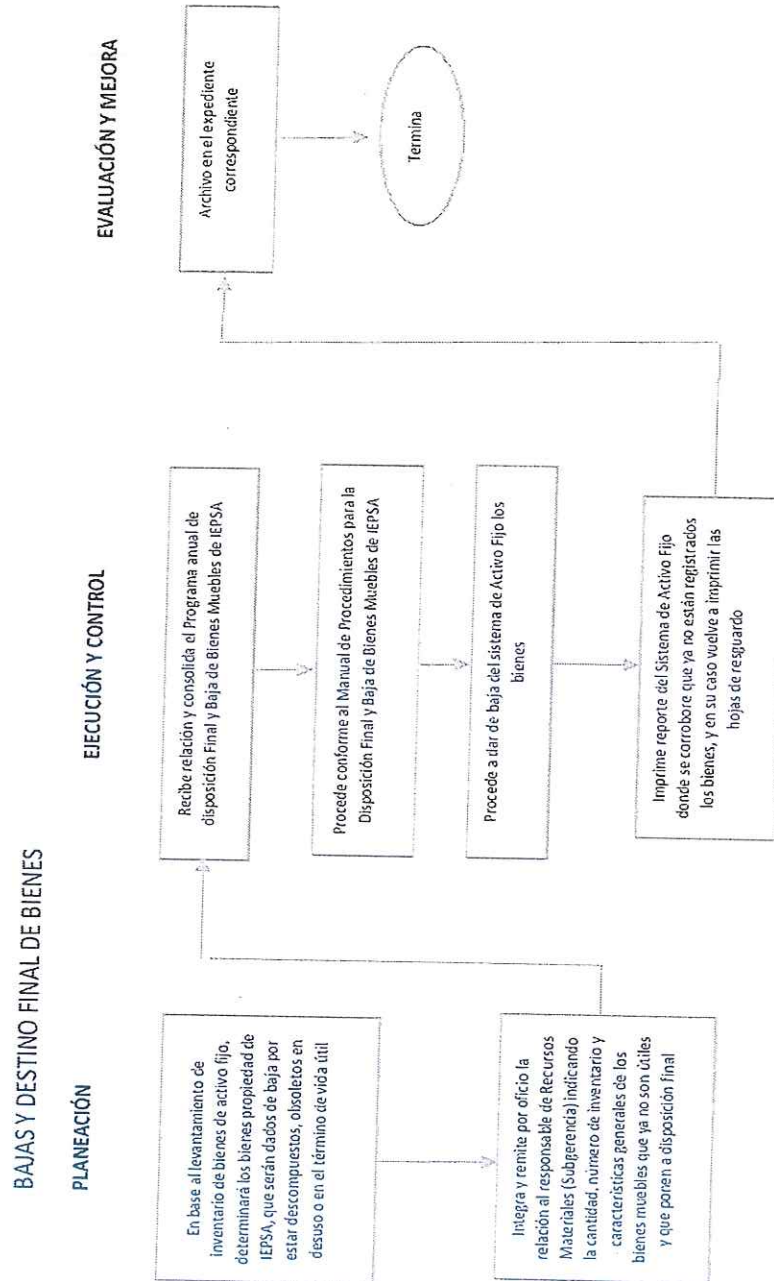 BAJAS Y DESTINO FINAL DE BIENES
PLANEACIÓN
En base al levantamiento de
inventario de bienes de activo fijo,
determinará los bienes propiedad de
IEPSA, que serán dados de baja por
estar descompuestos, obsoletos en
desuso o en el término de vida útil
Integra y remite por oficio la
relación al responsable de Recursos
Materiales (Subgerencia) indicando
la cantidad, número de inventario y
características generales de los
bienes muebles que ya no son útiles
y que ponen a disposición final
EJECUCIÓN Y CONTROL
Recibe relación y consolida el Programa anual de
disposición Final y Baja de Bienes Muebles de IEPSA
Procede conforme al Manual de Procedimientos para la
Disposición Final y Baja de Bienes Muebles de IEPSA
Procede a dar de baja del sistema de Activo Fijo los
bienes
Imprime reporte del Sistema de Activo Fijo
donde se corrobore que ya no están registrados
los bienes, y en su caso vuelve a imprimir las
hojas de resguardo
EVALUACIÓN Y MEJORA
Archivo en el expediente
correspondiente
Termina